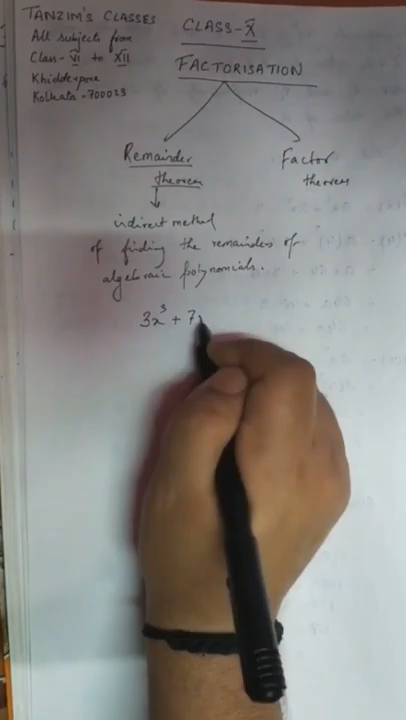 TANZIM'S CLASSES
All subjects from
Class - VI to XII
Khidderpore
Kolkata - 700023
CLASS - X
FACTORISATION
Remainder theorem
Factor theorem
indirect method
of finding the remainders of
algebraic polynomials.
3x³ + 7